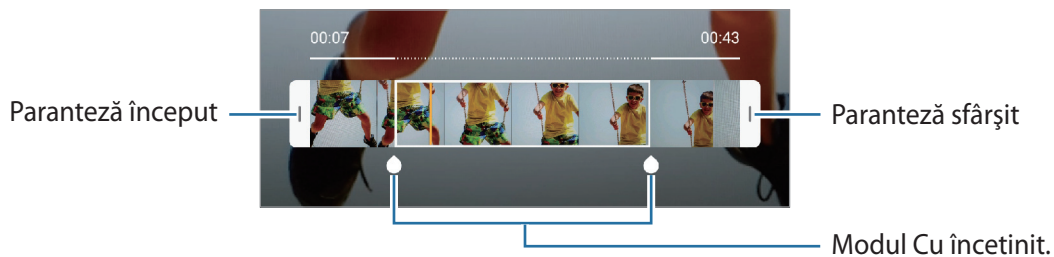 00:07
00:43
Paranteză început
Paranteză sfârşit
Modul Cu încetinit.